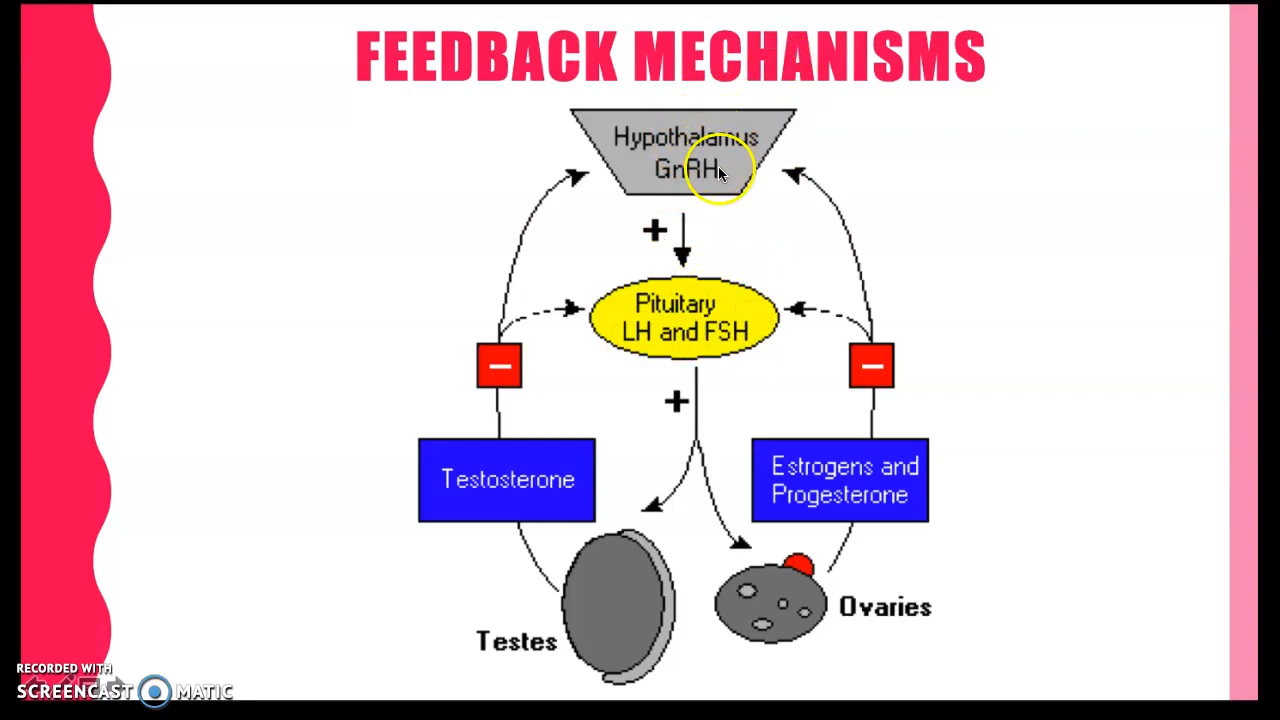 FEEDBACK MECHANISMS
Hypothalamus
GnRH
+
Pituitary
LH and FSH
−
−
+
Testosterone
Estrogens and
Progesterone
Ovaries
Testes
RECORDED WITH
SCREENCAST MATIC